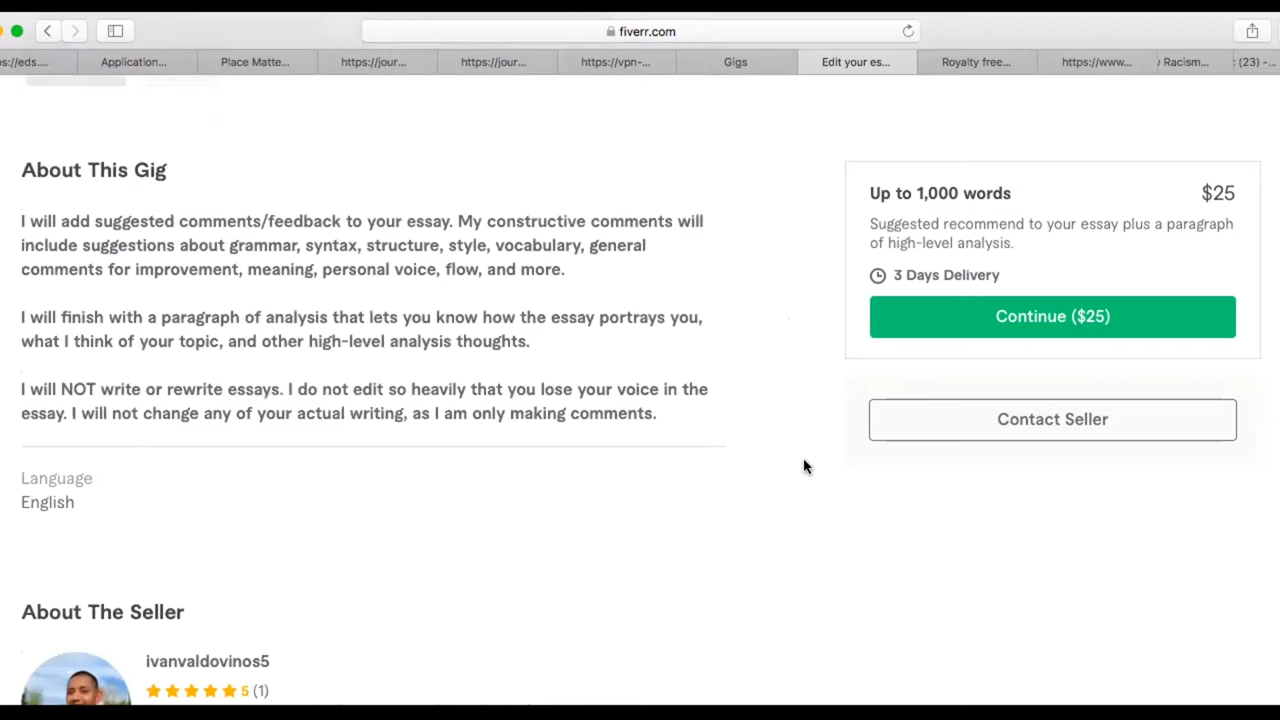 fiverr.com
s://eds.... Application... Place Matte... https://jour... https://jour... https://vpn-... Gigs Edit your es... Royalty free... https://www... Racism... (23) -...
About This Gig
I will add suggested comments/feedback to your essay. My constructive comments will
include suggestions about grammar, syntax, structure, style, vocabulary, general
comments for improvement, meaning, personal voice, flow, and more.
I will finish with a paragraph of analysis that lets you know how the essay portrays you,
what I think of your topic, and other high-level analysis thoughts.
I will NOT write or rewrite essays. I do not edit so heavily that you lose your voice in the
essay. I will not change any of your actual writing, as I am only making comments.
Language
English
Up to 1,000 words $25
Suggested recommend to your essay plus a paragraph
of high-level analysis.
3 Days Delivery
Continue ($25)
Contact Seller
About The Seller
ivanvaldovinos5
5 (1)